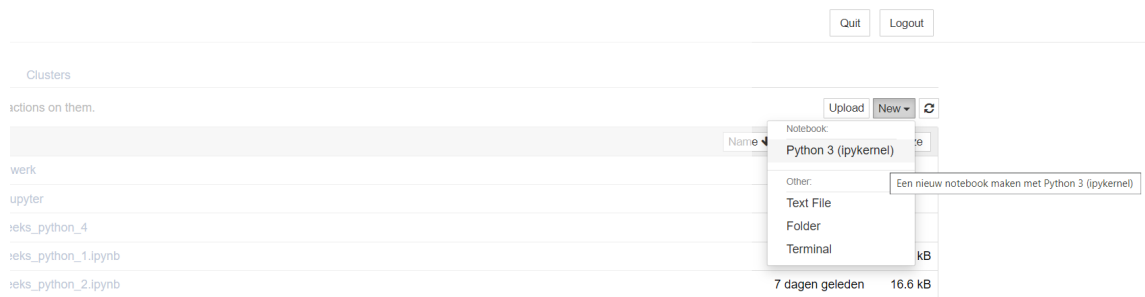 Quit Logout
Clusters
actions on them.
Upload New
Notebook:
Name
Python 3 (ipykernel)
werk
Other:
Een nieuw notebook maken met Python 3 (ipykernel)
upyter
Text File
Folder
eeks_python_4
Terminal
eeks_python_1.ipynb kB
eeks_python_2.ipynb 7 dagen geleden 16.6 kB